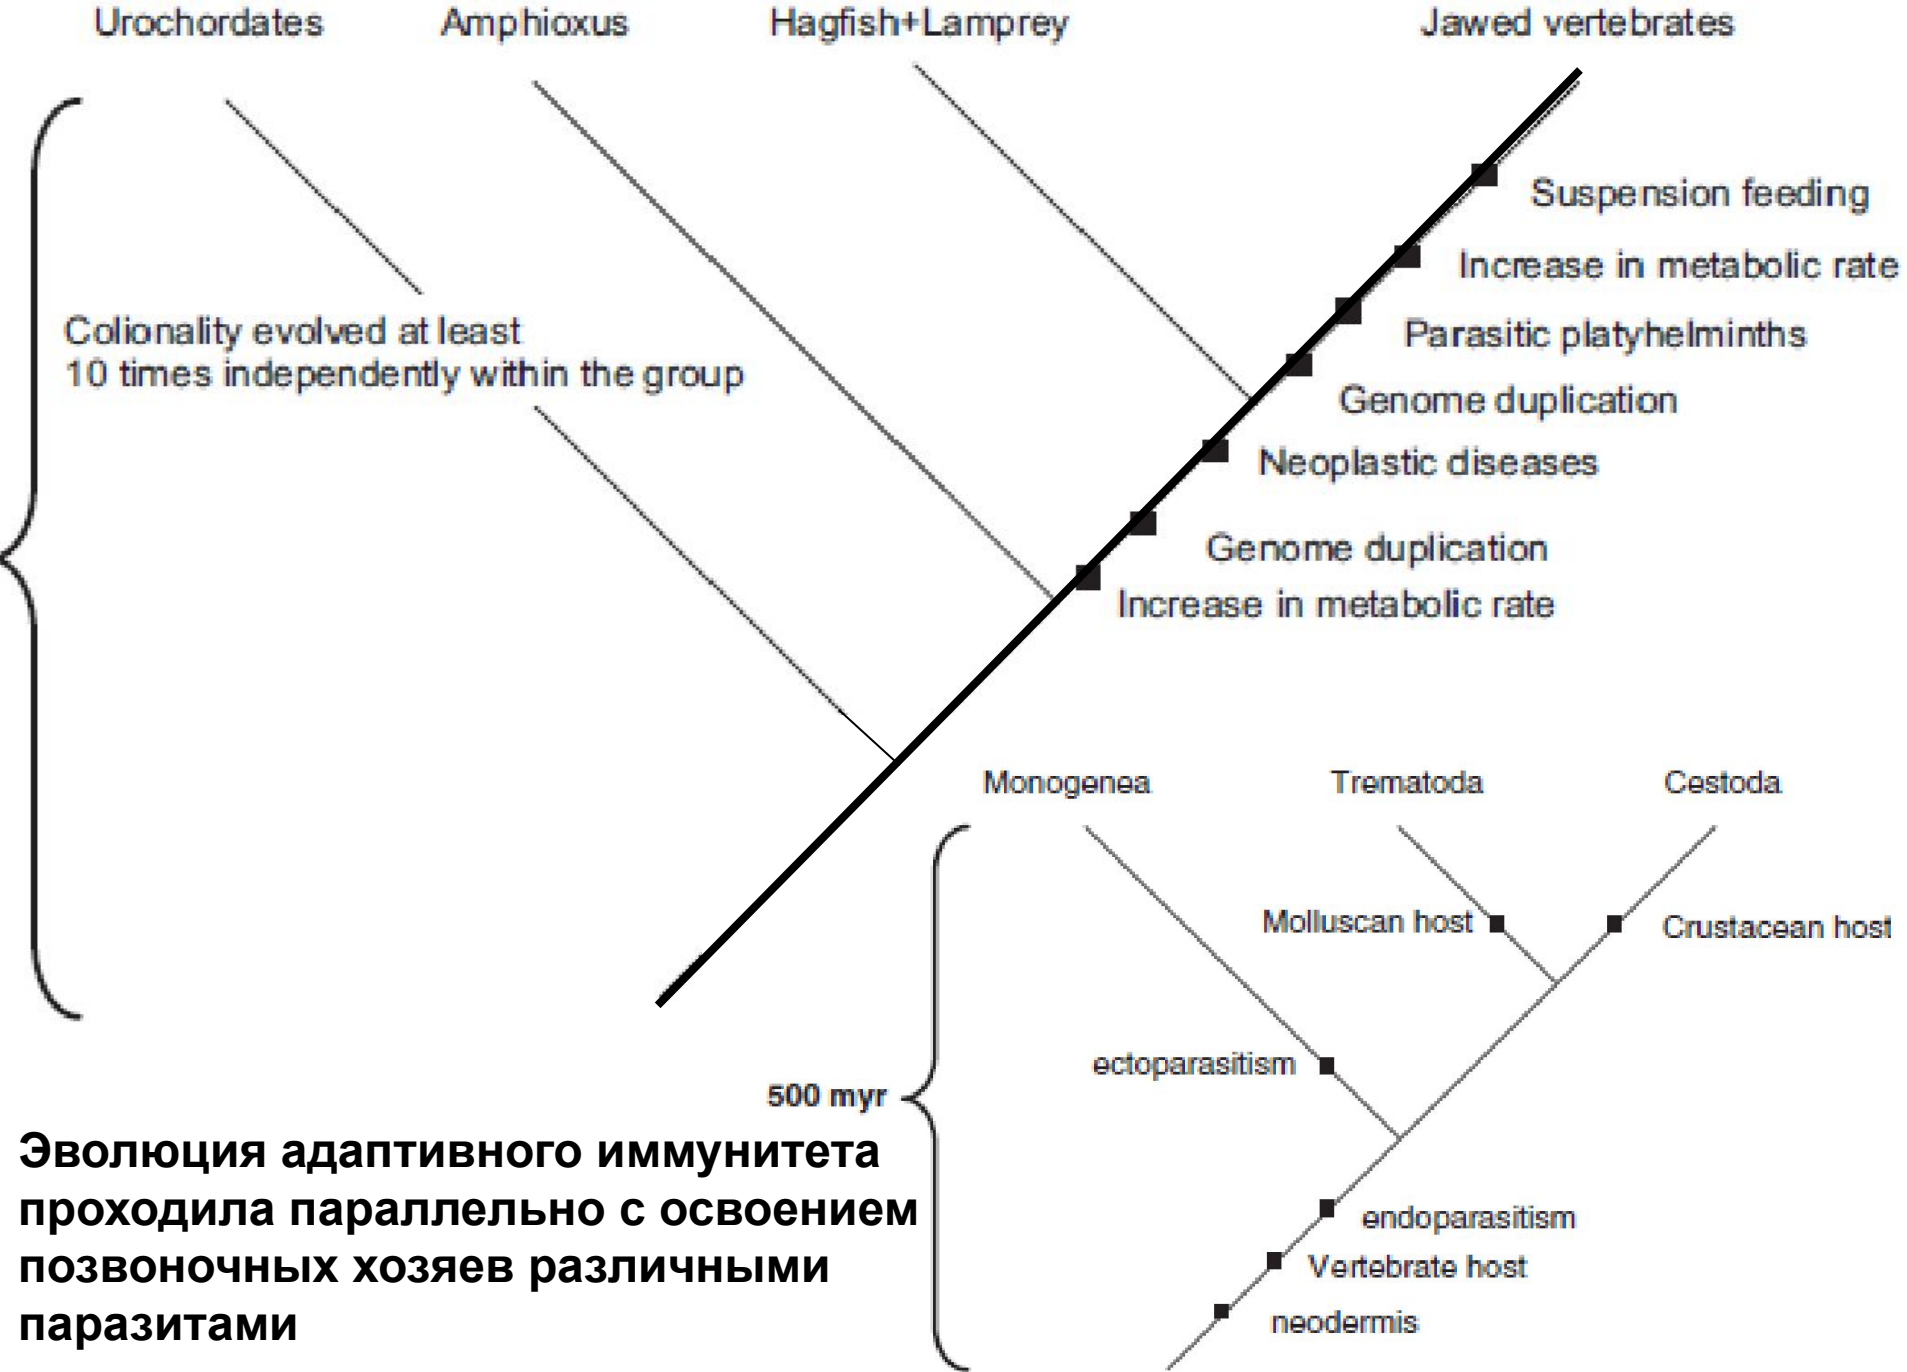 Urochordates
Amphioxus
Hagfish+Lamprey
Jawed vertebrates
Suspension feeding
Increase in metabolic rate
Parasitic platyhelminths
Genome duplication
Neoplastic diseases
Genome duplication
Increase in metabolic rate
Colionality evolved at least
10 times independently within the group
Monogenea
Trematoda
Cestoda
Molluscan host
Crustacean host
ectoparasitism
500 myr
endoparasitism
Vertebrate host
neodermis
Эволюция адаптивного иммунитета
проходила параллельно с освоением
позвоночных хозяев различными
паразитами